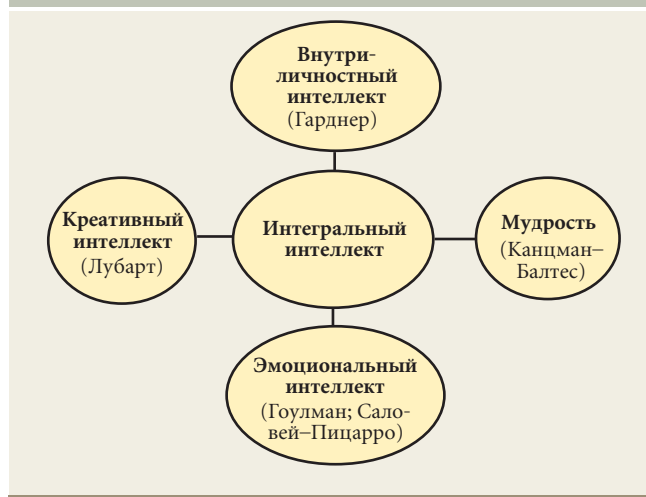 Внутри-
личностный
интеллект
(Гарднер)
Креативный
интеллект
(Лубарт)
Интегральный
интеллект
Мудрость
(Канцман–
Балтес)
Эмоциональный
интеллект
(Гоулман; Сало-
вей–Пицарро)